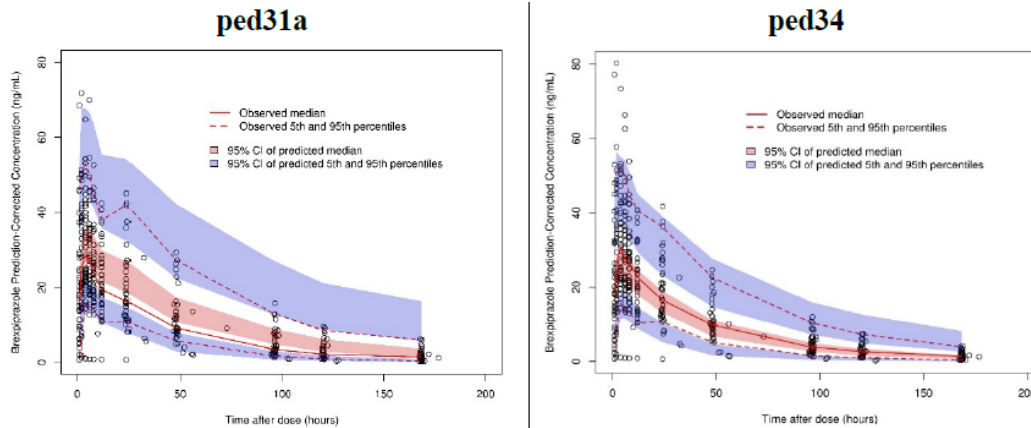 ped31a
Brexpiprazole Prediction-Corrected Concentration (ng/mL)
80
60
40
20
0
Observed median
Observed 5th and 95th percentiles
95% CI of predicted median
95% CI of predicted 5th and 95th percentiles
0 50 100 150 200
Time after dose (hours)
ped34
Brexpiprazole Prediction-Corrected Concentration (ng/mL)
80
60
40
20
0
Observed median
Observed 5th and 95th percentiles
95% CI of predicted median
95% CI of predicted 5th and 95th percentiles
0 50 100 150 200
Time after dose (hours)